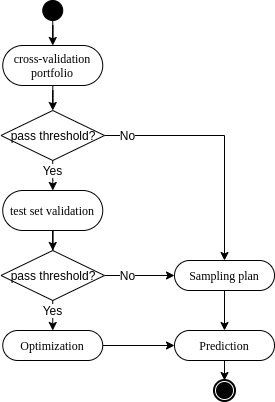 cross-validation
portfolio
pass threshold?
No
Yes
test set validation
pass threshold?
No
Sampling plan
Yes
Optimization
Prediction